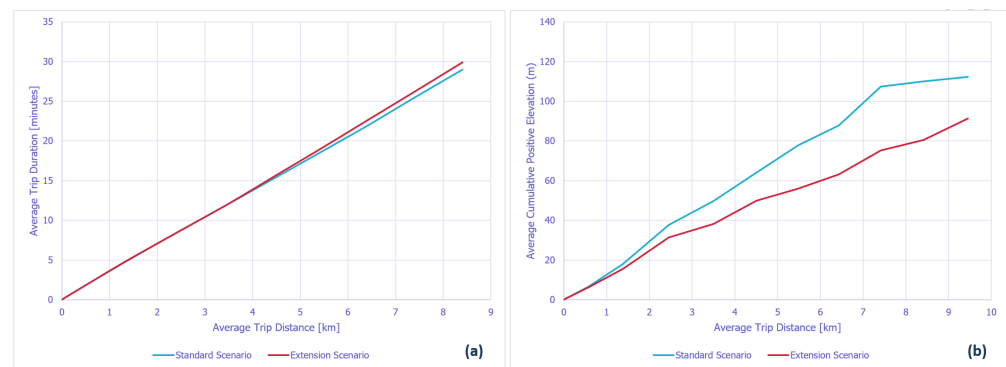 35
30
25
20
15
10
5
0
Average Trip Duration [minutes]
0 1 2 3 4 5 6 7 8 9
Average Trip Distance [km]
Standard Scenario Extension Scenario
(a)
140
120
100
80
60
40
20
0
Average Cumulative Positive Elevation (m)
0 1 2 3 4 5 6 7 8 9 10
Average Trip Distance [km]
Standard Scenario Extension Scenario
(b)